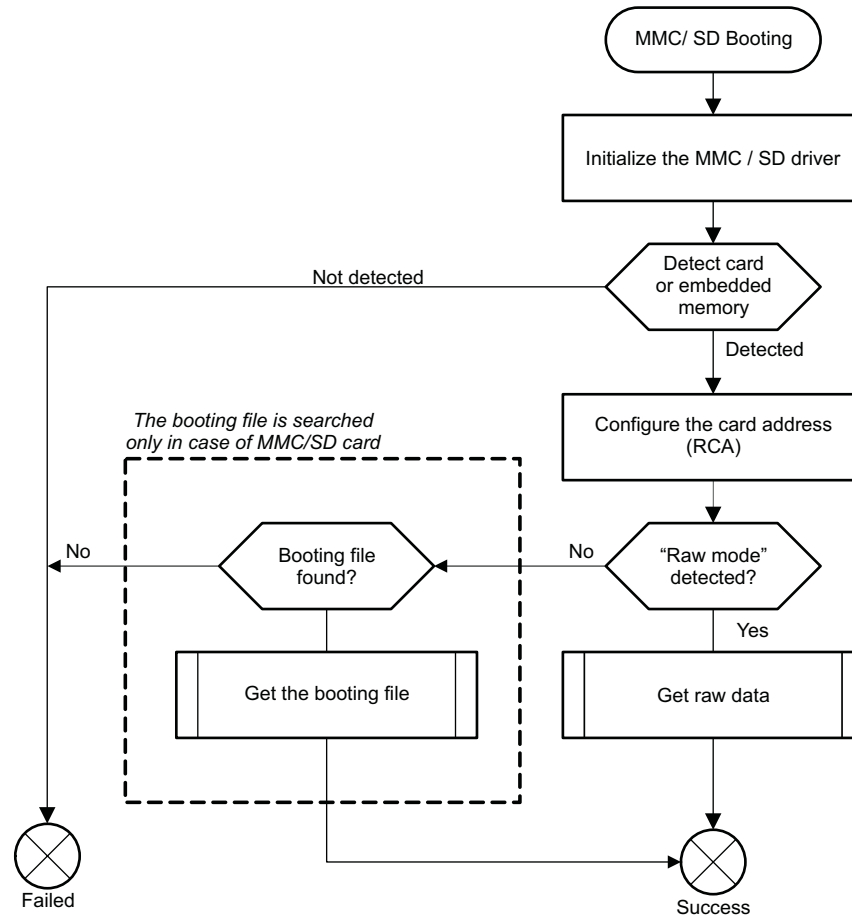 MMC/ SD Booting
Initialize the MMC / SD driver
Detect card
or embedded
memory
Not detected
Detected
Configure the card address
(RCA)
The booting file is searched
only in case of MMC/SD card
No
Booting file
found?
No
“Raw mode”
detected?
Yes
Get the booting file
Get raw data
Failed
Success